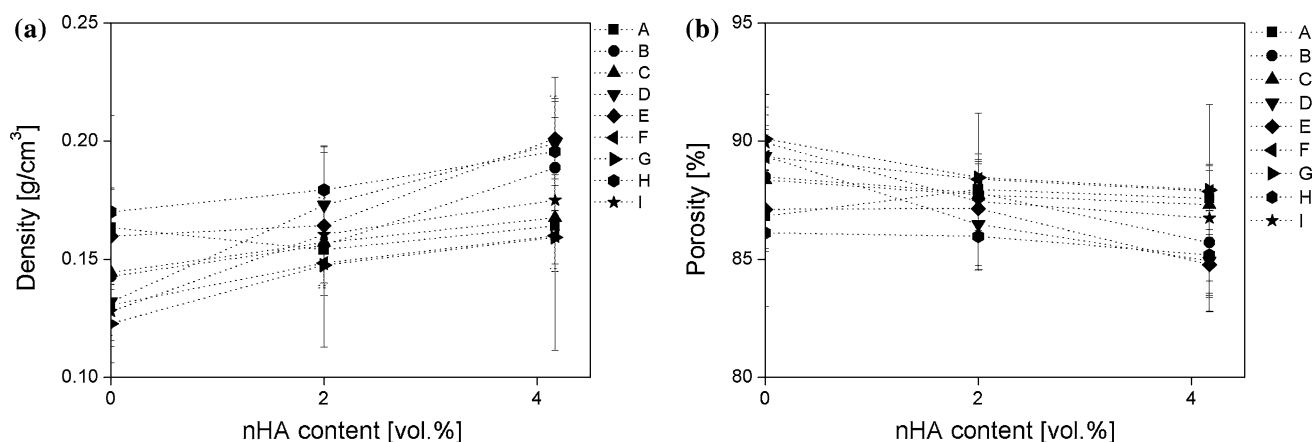 (a)
Density [g/cm³]
0.25
0.20
0.15
0.10
0
2
4
nHA content [vol.%]
A
B
C
D
E
F
G
H
I
(b)
Porosity [%]
95
90
85
80
0
2
4
nHA content [vol.%]
A
B
C
D
E
F
G
H
I